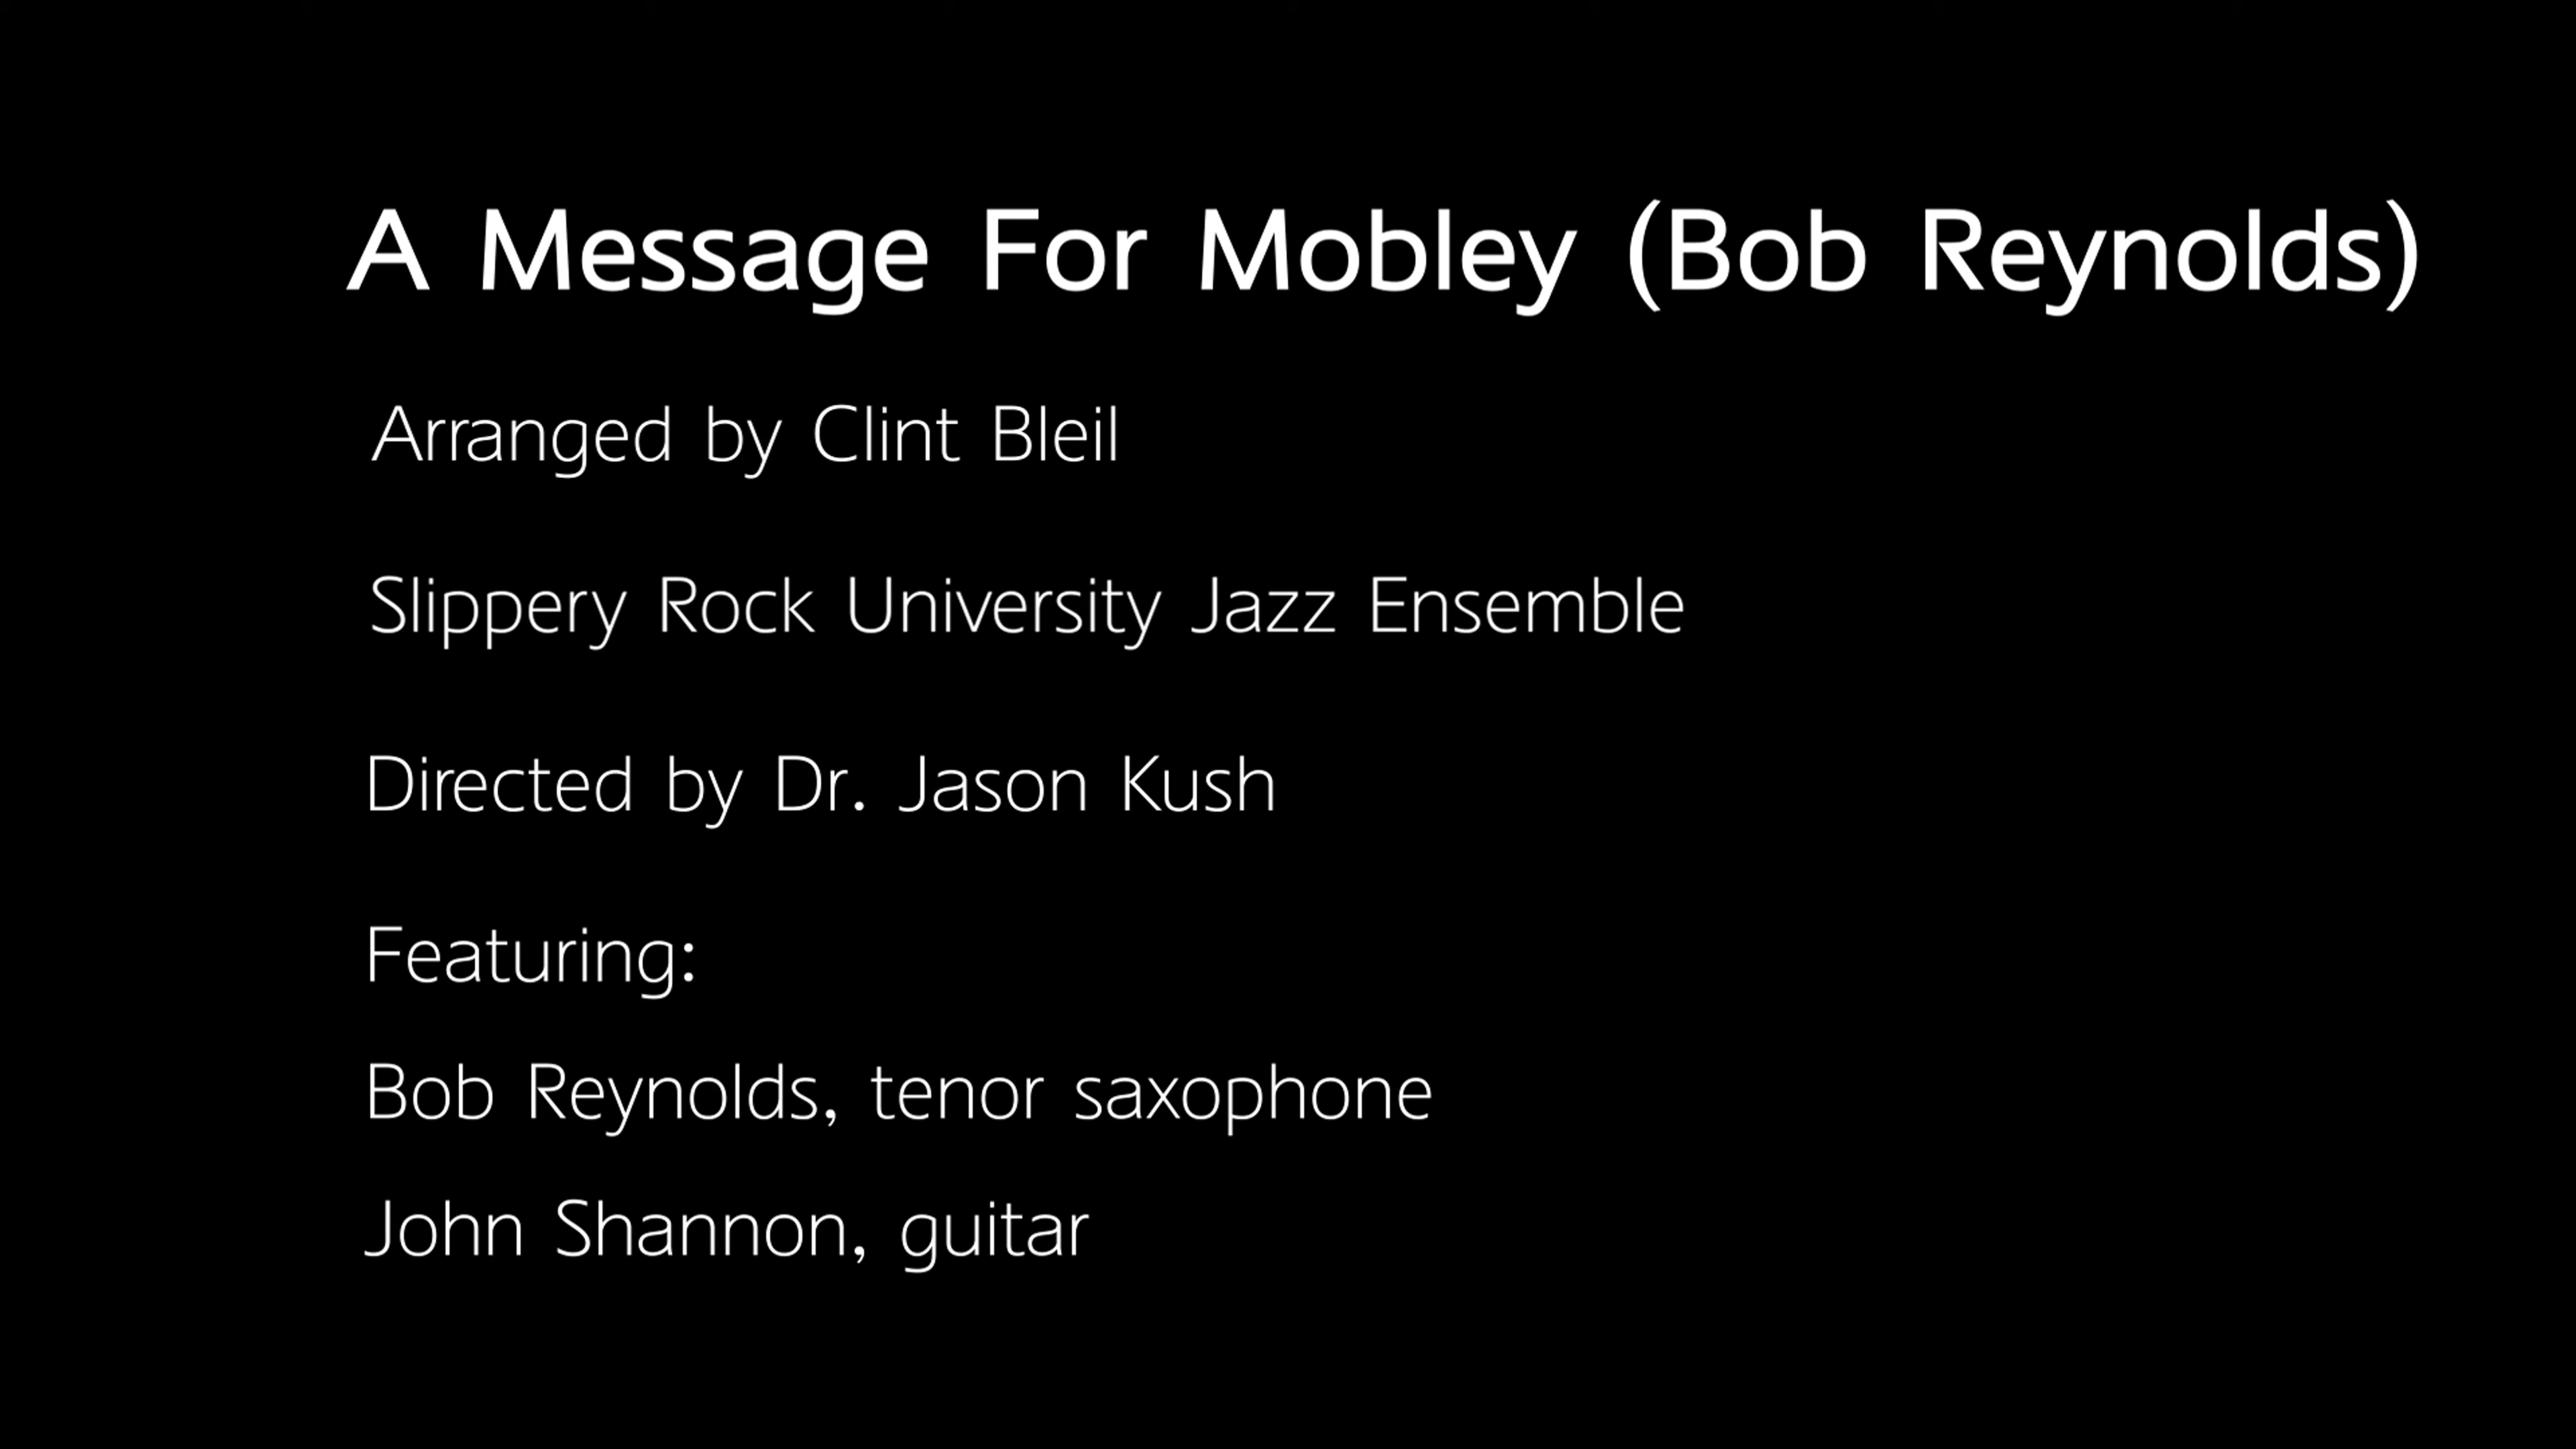 A Message For Mobley (Bob Reynolds)
Arranged by Clint Bleil
Slippery Rock University Jazz Ensemble
Directed by Dr. Jason Kush
Featuring:
Bob Reynolds, tenor saxophone
John Shannon, guitar